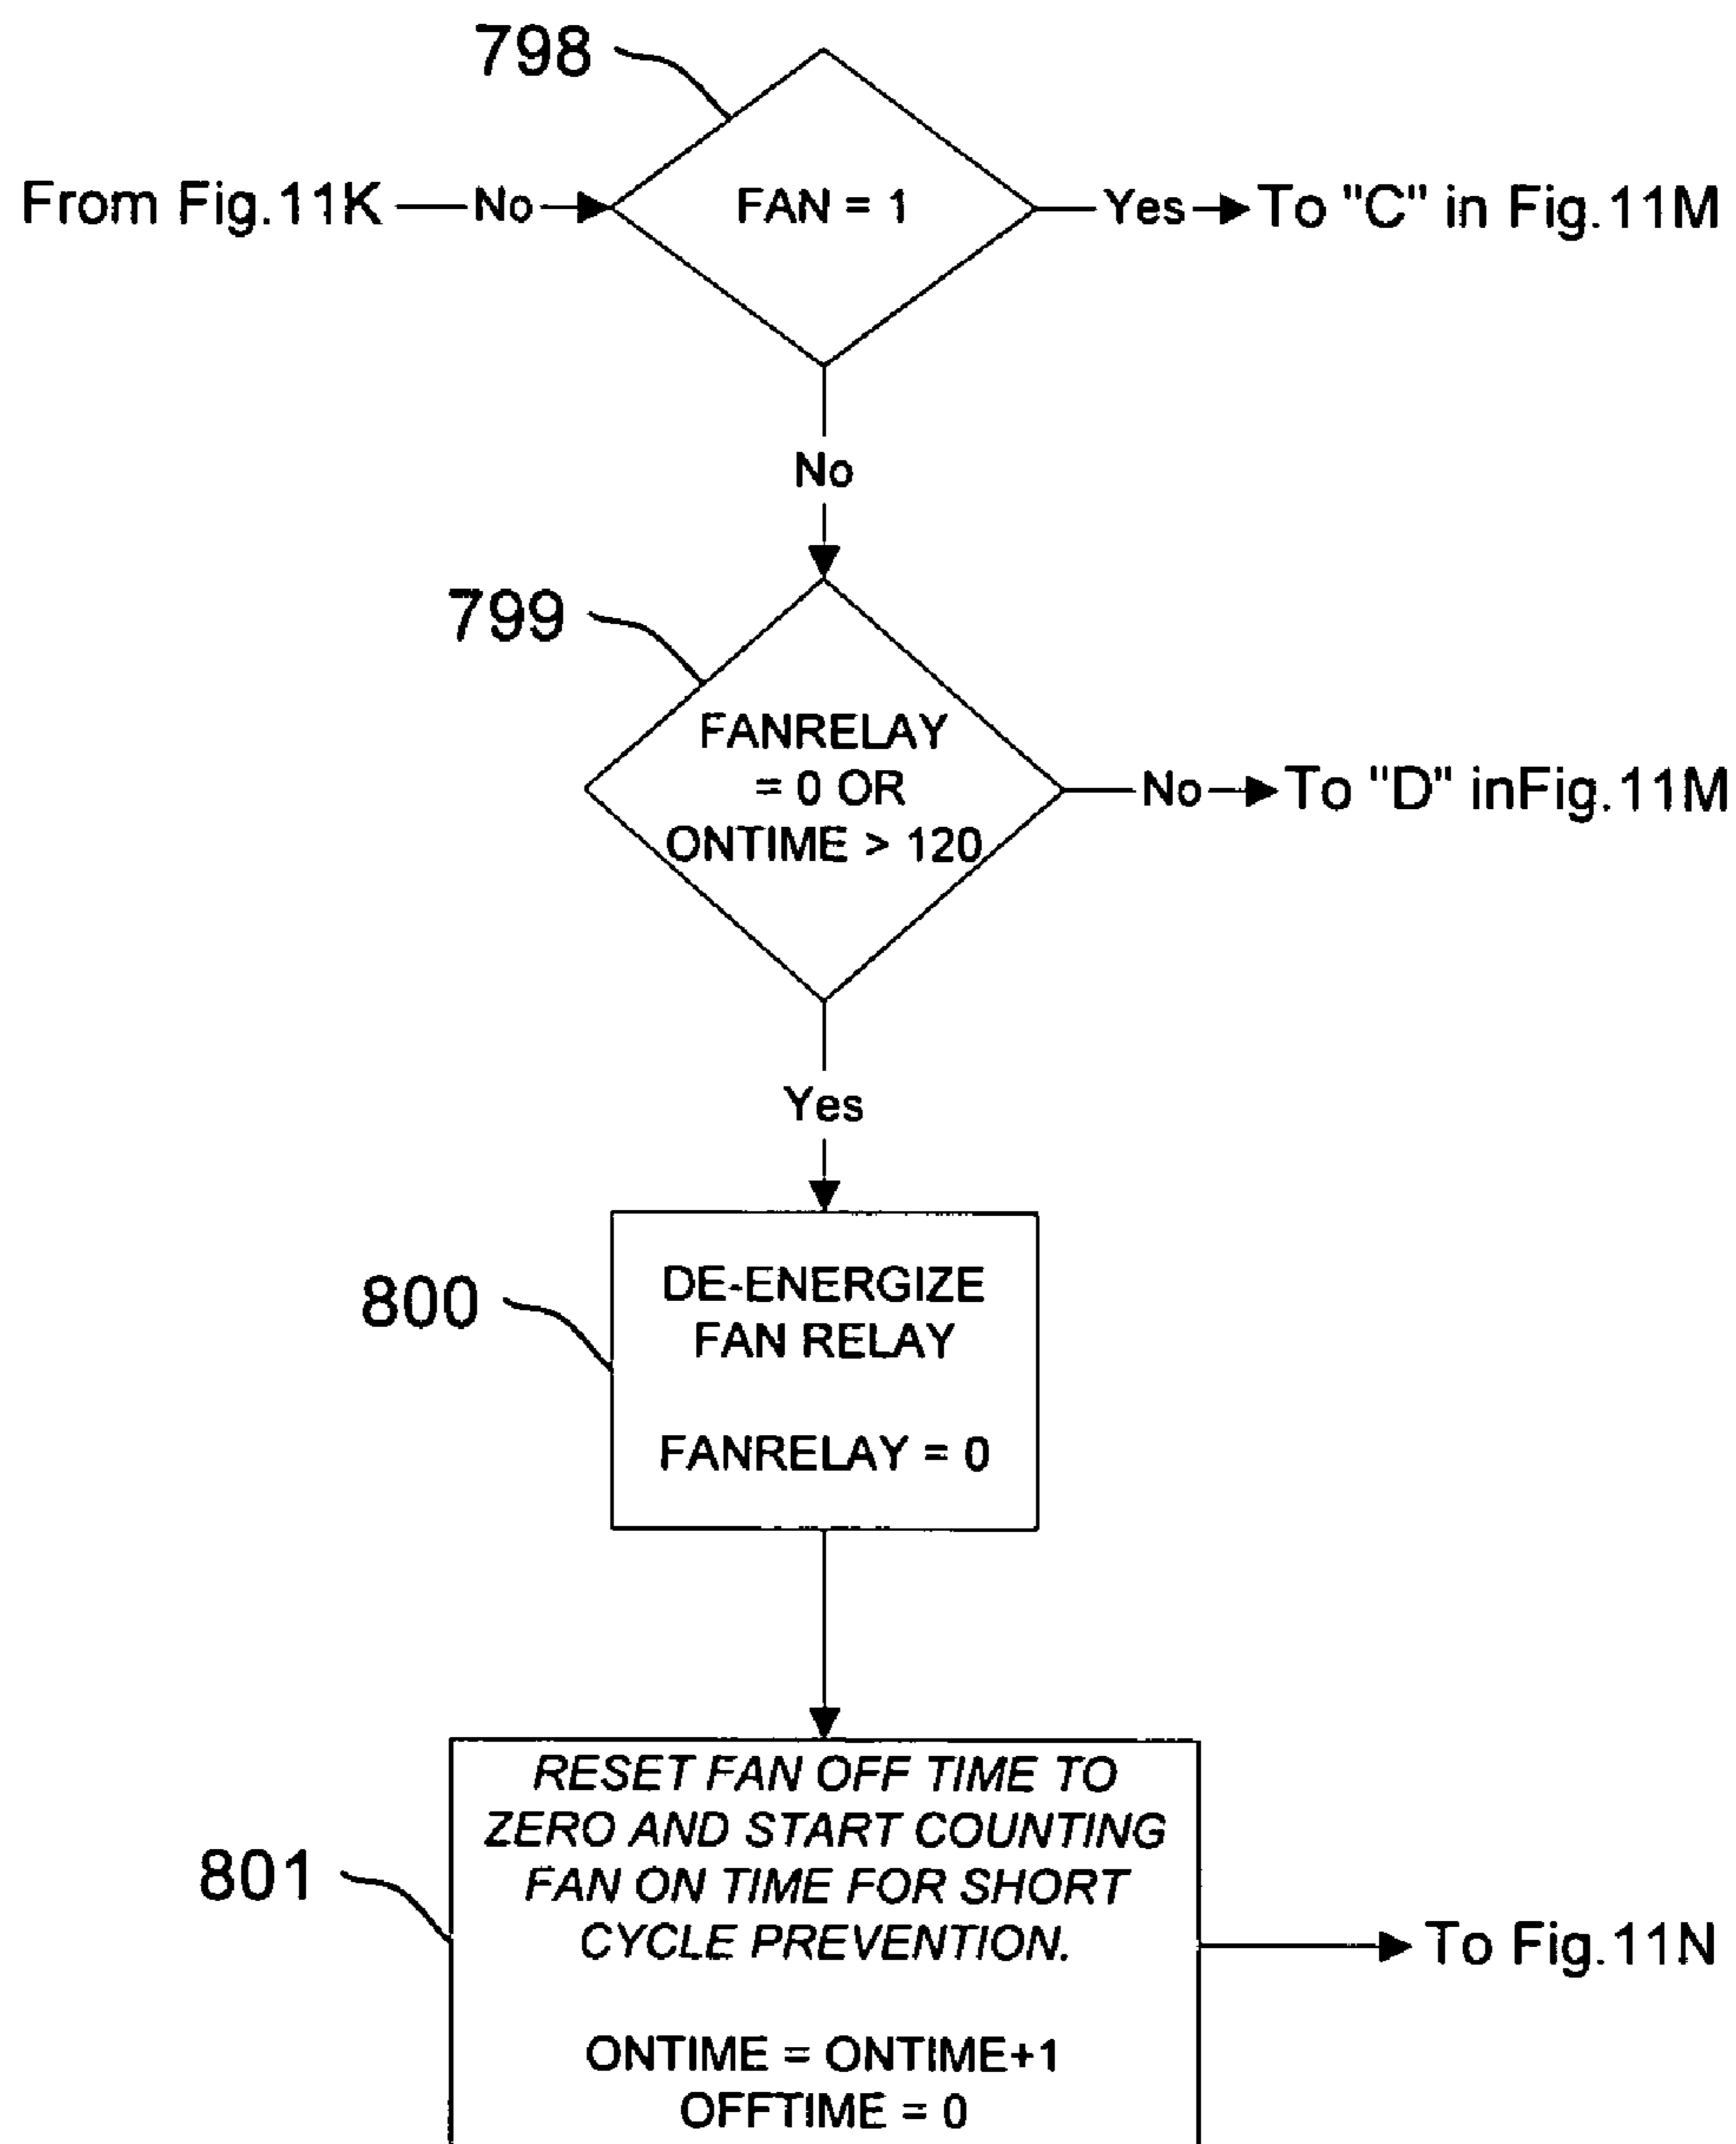 798
From Fig.11K
No
FAN = 1
Yes
To "C" in Fig.11M
No
799
FANRELAY
= 0 OR
ONTIME > 120
No
To "D" inFig.11M
Yes
800
DE-ENERGIZE
FAN RELAY
FANRELAY = 0
801
RESET FAN OFF TIME TO
ZERO AND START COUNTING
FAN ON TIME FOR SHORT
CYCLE PREVENTION.
To Fig.11N
ONTIME = ONTIME+1
OFFTIME = 0